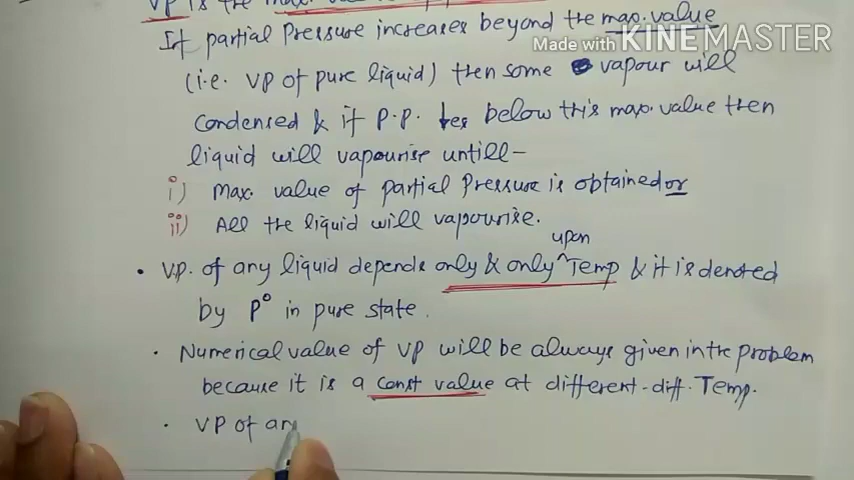 VP is the max.
If partial Pressure increases beyond the max. value
Made with KINEMASTER
(i.e. VP of pure liquid) then some vapour will
condensed & if P.P. ↓es below this max. value then
liquid will vapourise untill-
i) Max. value of partial Pressure is obtained or
ii) All the liquid will vapourise.
upon
• V.P. of any liquid depends only & only ^ Temp & it is denoted
by P° in pure state.
• Numerical value of VP will be always given in the problem
because it is a const value at different-diff. Temp.
• VP of an